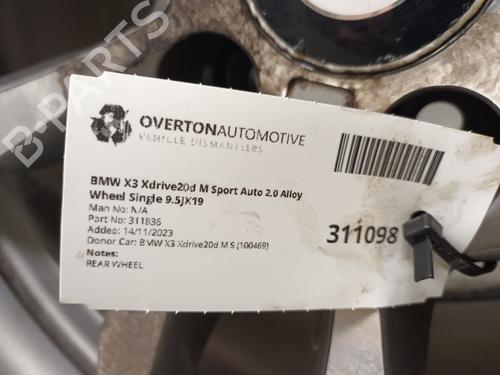 B-PARTS
OVERTONAUTOMOTIVE
VEHICLE DISMANTLERS
BMW X3 Xdrive20d M Sport Auto 2.0 Alloy
Wheel Single 9.5JX19
Man No: N/A
Part No: 311836
Added: 14/11/2023
Donor Car: BMW X3 Xdrive20d M S (100469)
Notes:
REAR WHEEL
311098